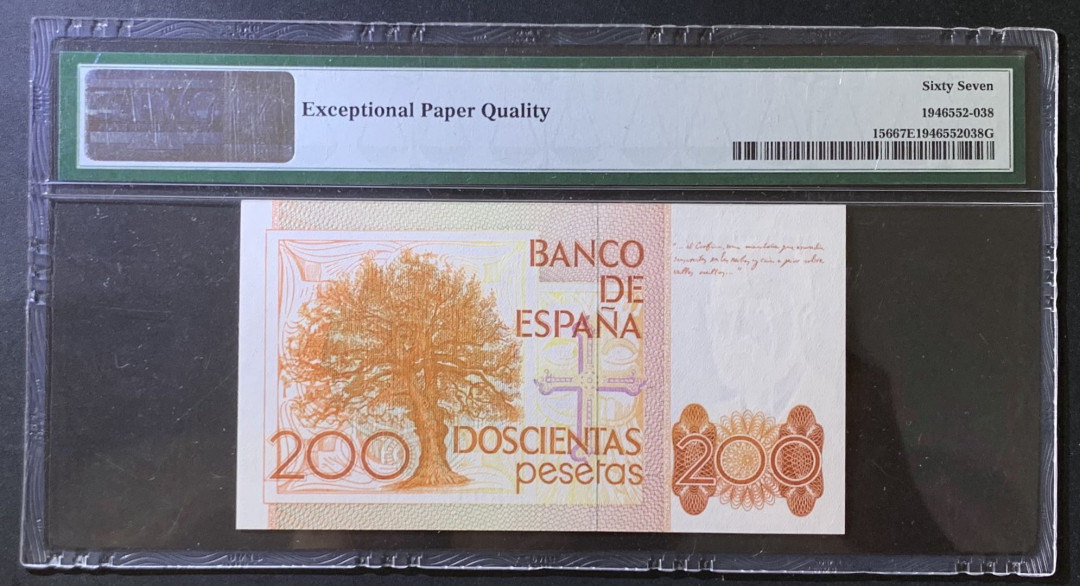 Exceptional Paper Quality
Sixty Seven
1946552-038
15667E1946552038G
BANCO
DE
ESPAÑA
200
DOSCIENTAS
pesetas
200